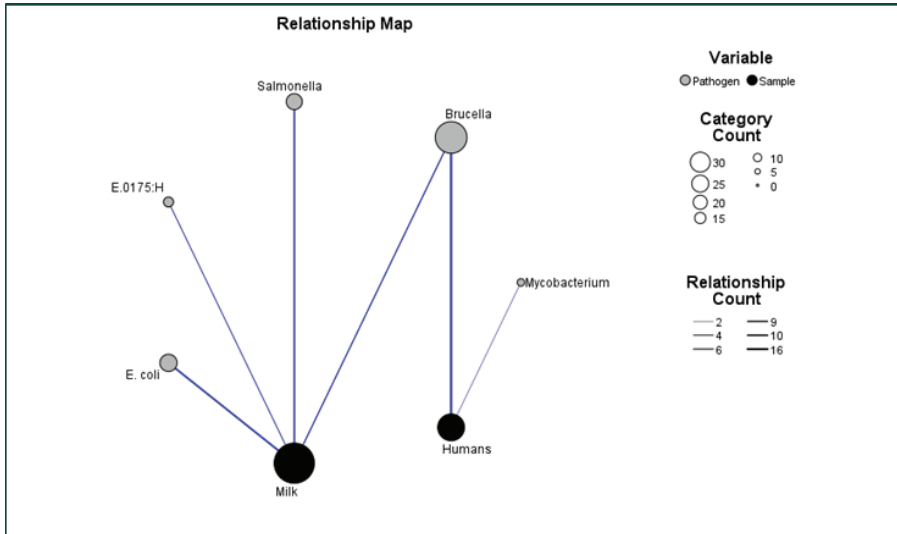 Relationship Map
Variable
Pathogen Sample
Category
Count
30 10
25 5
20 0
15
Relationship
Count
2 9
4 10
6 16
Salmonella
Brucella
E.0175:H
Mycobacterium
E. coli
Humans
Milk